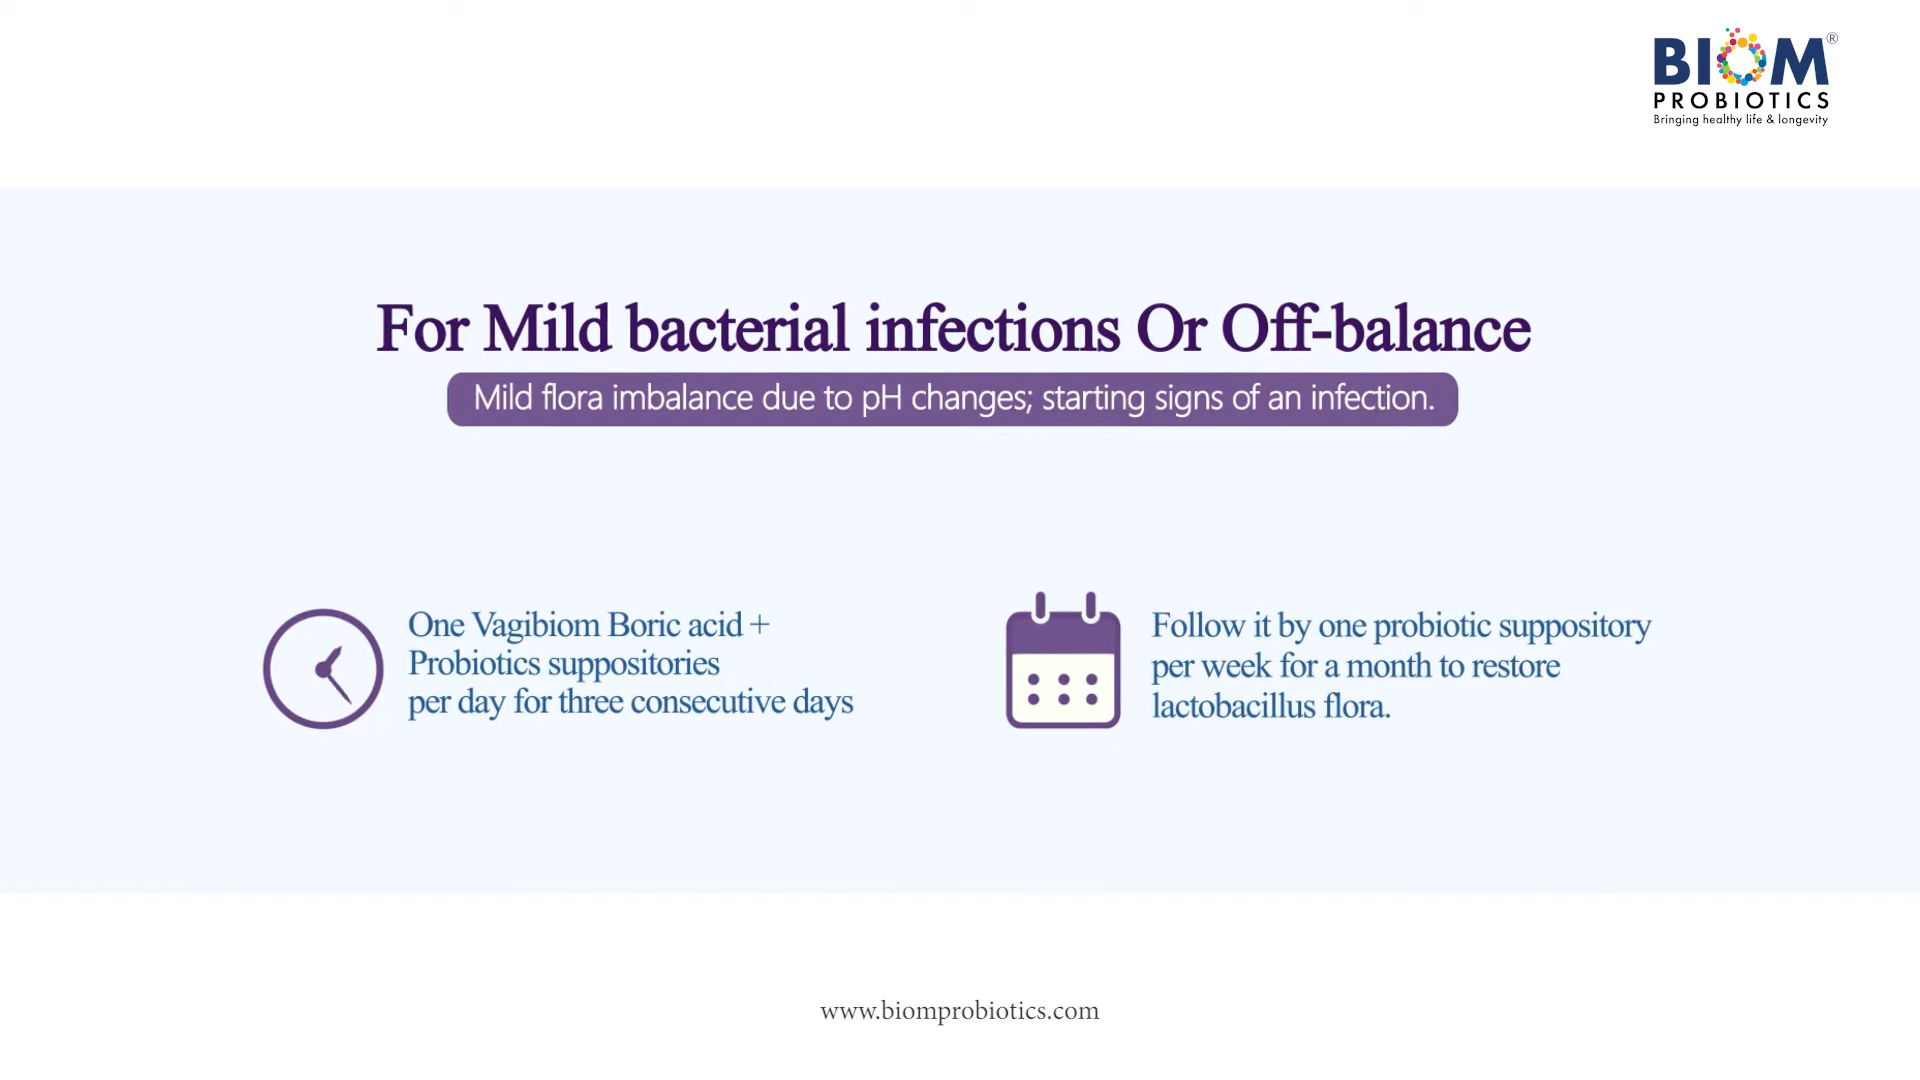 BIOM®
PROBIOTICS
Bringing healthy life & longevity
For Mild bacterial infections Or Off-balance
Mild flora imbalance due to pH changes; starting signs of an infection.
One Vagibiom Boric acid +
Probiotics suppositories
per day for three consecutive days
Follow it by one probiotic suppository
per week for a month to restore
lactobacillus flora.
www.biomprobiotics.com